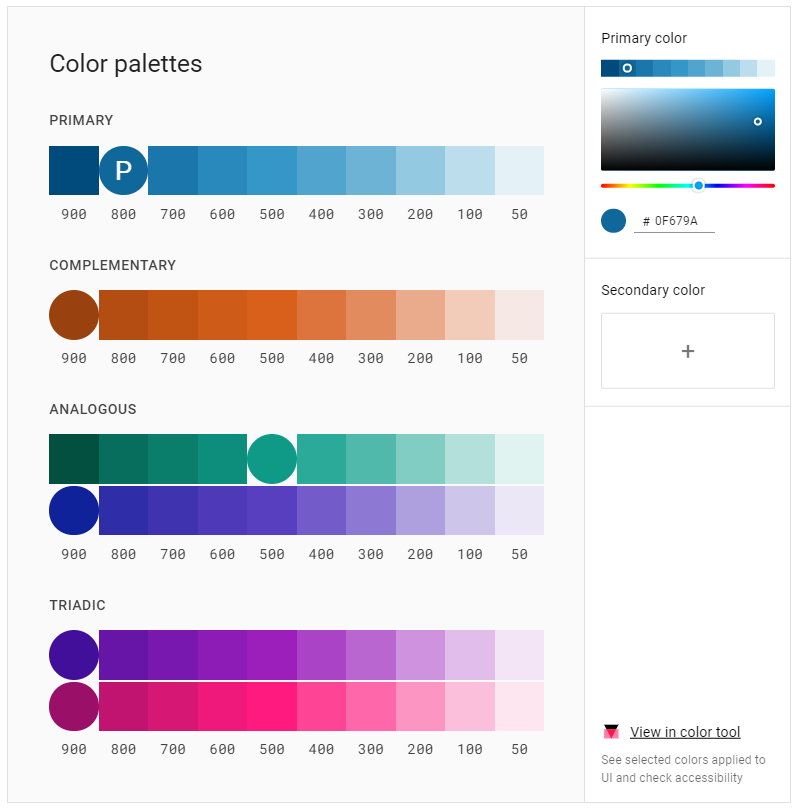 Color palettes
PRIMARY
P
900 800 700 600 500 400 300 200 100 50
COMPLEMENTARY
900 800 700 600 500 400 300 200 100 50
ANALOGOUS
900 800 700 600 500 400 300 200 100 50
TRIADIC
900 800 700 600 500 400 300 200 100 50
Primary color
# 0F679A
Secondary color
+
View in color tool
See selected colors applied to
UI and check accessibility